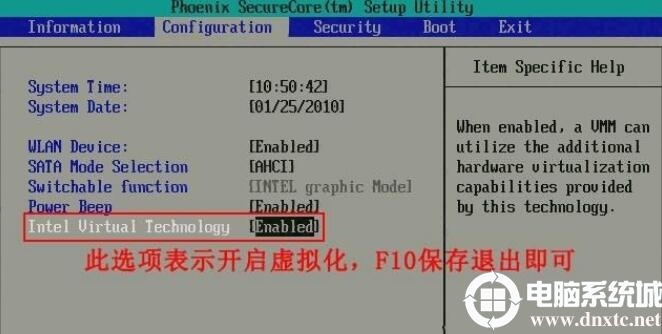 Phoenix SecureCore(tm) Setup Utility
Information Configuration Security Boot Exit
Item Specific Help
System Time: [10:50:42]
System Date: [01/25/2010]
WLAN Device: [Enabled]
SATA Mode Selection [AHCI]
Switchable function [INTEL graphic Model]
Power Beep [Enabled]
Intel Virtual Technology [Enabled]
When enabled, a VMM can
utilize the additional
hardware virtualization
capabilities provided
by this technology.
此选项表示开启虚拟化，F10保存退出即可
电脑系统城
www.dnxtc.net